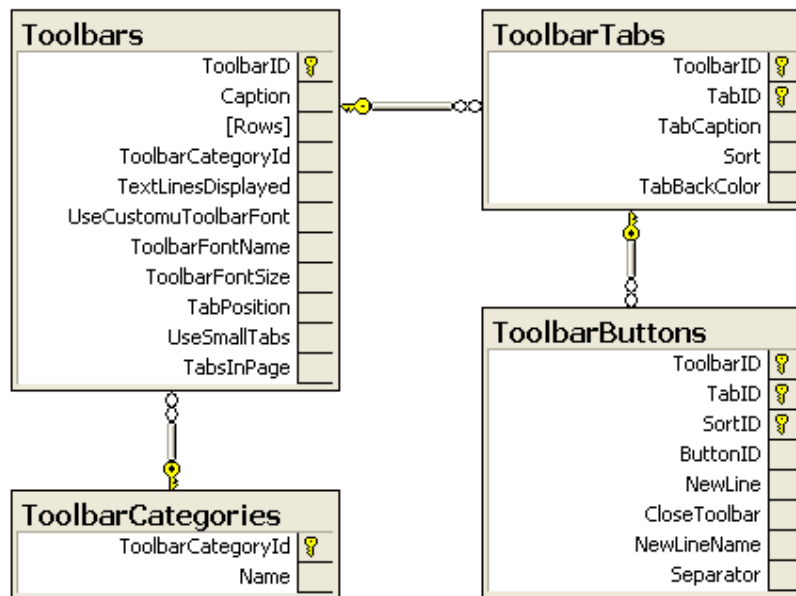 Toolbars
ToolbarID
Caption
[Rows]
ToolbarCategoryId
TextLinesDisplayed
UseCustomuToolbarFont
ToolbarFontName
ToolbarFontSize
TabPosition
UseSmallTabs
TabsInPage
ToolbarTabs
ToolbarID
TabID
TabCaption
Sort
TabBackColor
ToolbarCategories
ToolbarCategoryId
Name
ToolbarButtons
ToolbarID
TabID
SortID
ButtonID
NewLine
CloseToolbar
NewLineName
Separator